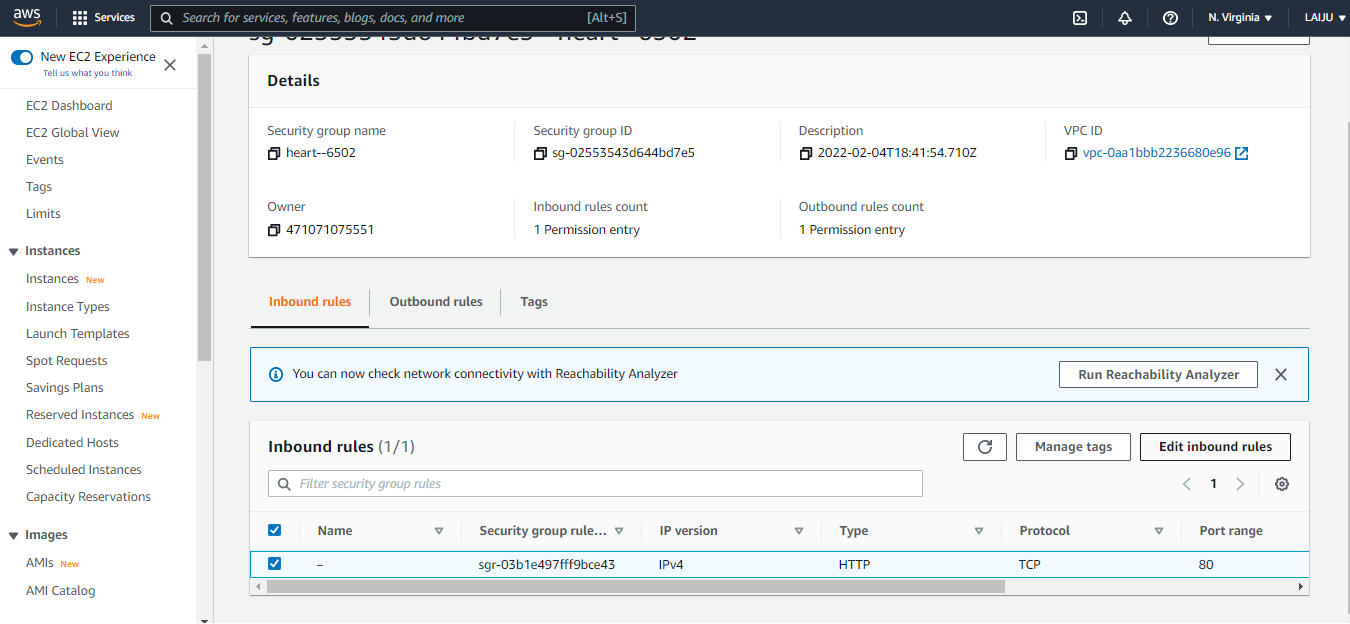 aws
Services
Search for services, features, blogs, docs, and more
[Alt+S]
N. Virginia
LAIJU
New EC2 Experience
Tell us what you think
EC2 Dashboard
EC2 Global View
Events
Tags
Limits
Instances
Instances New
Instance Types
Launch Templates
Spot Requests
Savings Plans
Reserved Instances New
Dedicated Hosts
Scheduled Instances
Capacity Reservations
Images
AMIs New
AMI Catalog
sg-02553543d644bd7e5 - heart--6502
Details
Security group name
heart--6502
Security group ID
sg-02553543d644bd7e5
Description
2022-02-04T18:41:54.710Z
VPC ID
vpc-0aa1bbb2236680e96
Owner
471071075551
Inbound rules count
1 Permission entry
Outbound rules count
1 Permission entry
Inbound rules
Outbound rules
Tags
You can now check network connectivity with Reachability Analyzer
Run Reachability Analyzer
Inbound rules (1/1)
Manage tags
Edit inbound rules
Filter security group rules
1
Name
Security group rule...
IP version
Type
Protocol
Port range
–
sgr-03b1e497fff9bce43
IPv4
HTTP
TCP
80